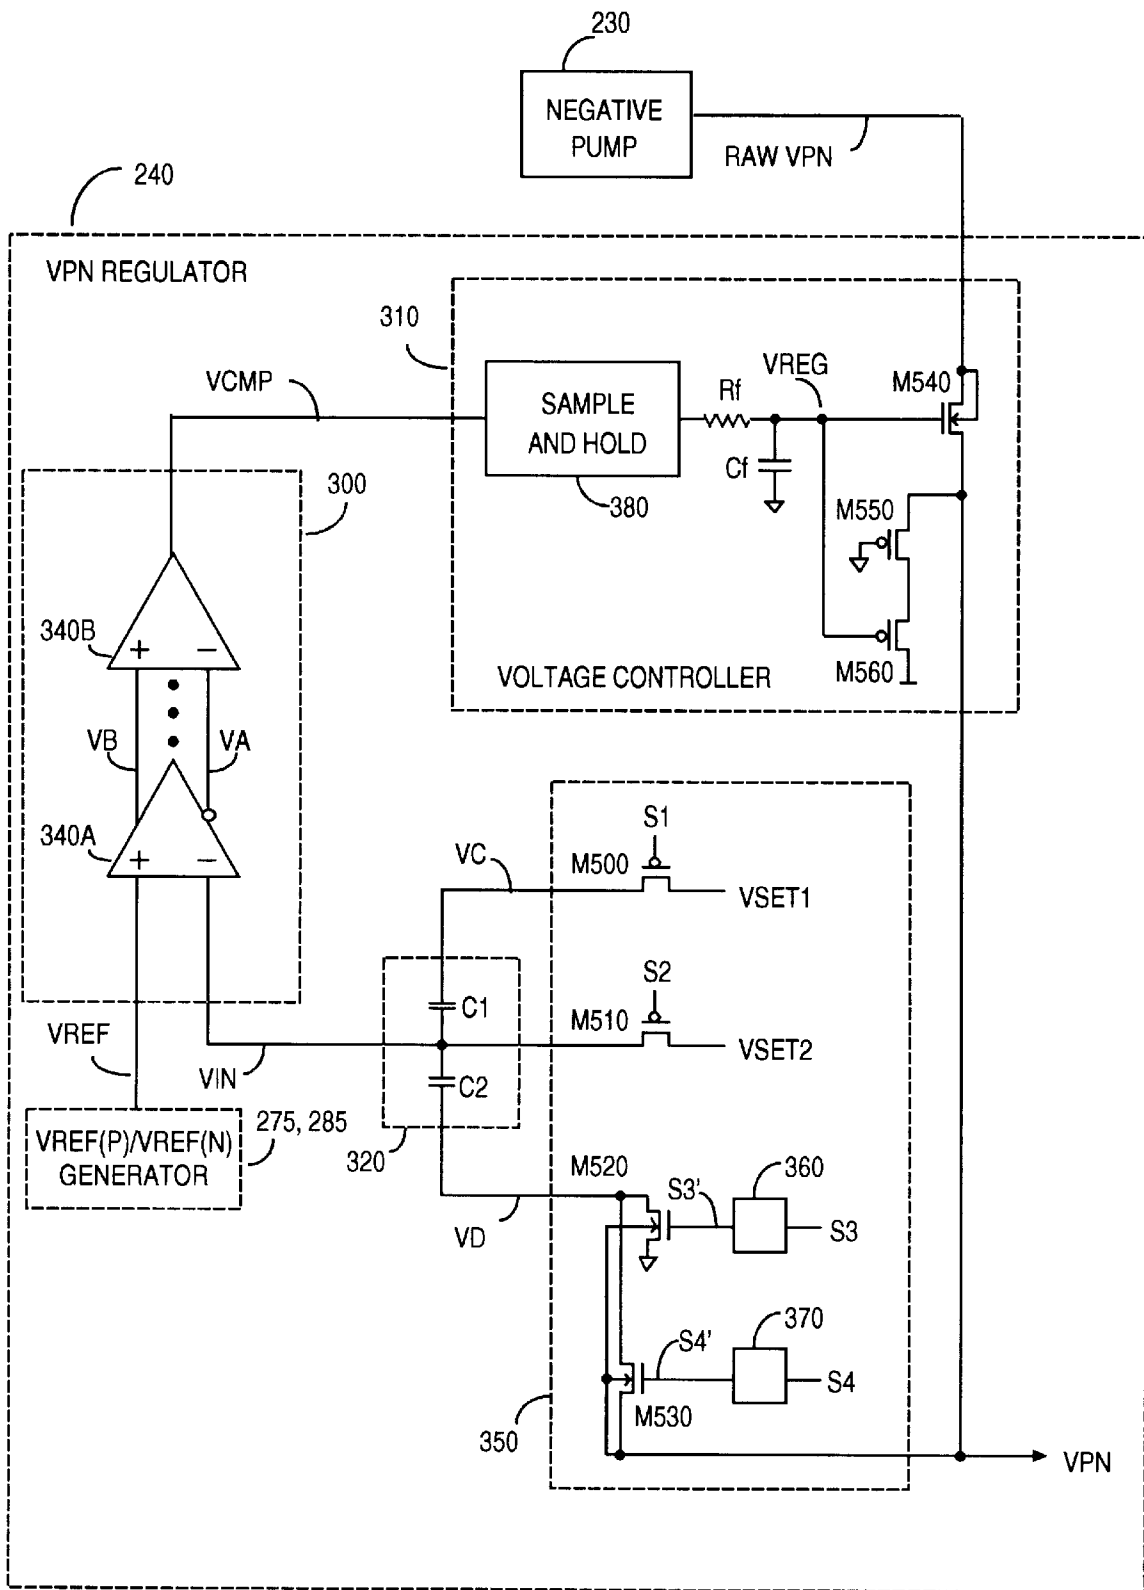 230
NEGATIVE
PUMP
RAW VPN
240
VPN REGULATOR
310
VCMP
SAMPLE
AND HOLD
380
Rf
Cf
VREG
M540
M550
M560
VOLTAGE CONTROLLER
300
340B
+ −
VB
VA
340A
+ −
VC
S1
M500
VSET1
S2
M510
VSET2
C1
C2
320
VREF
VIN
VREF(P)/VREF(N)
GENERATOR
275, 285
VD
M520
S3'
360
S3
370
S4'
S4
M530
350
VPN